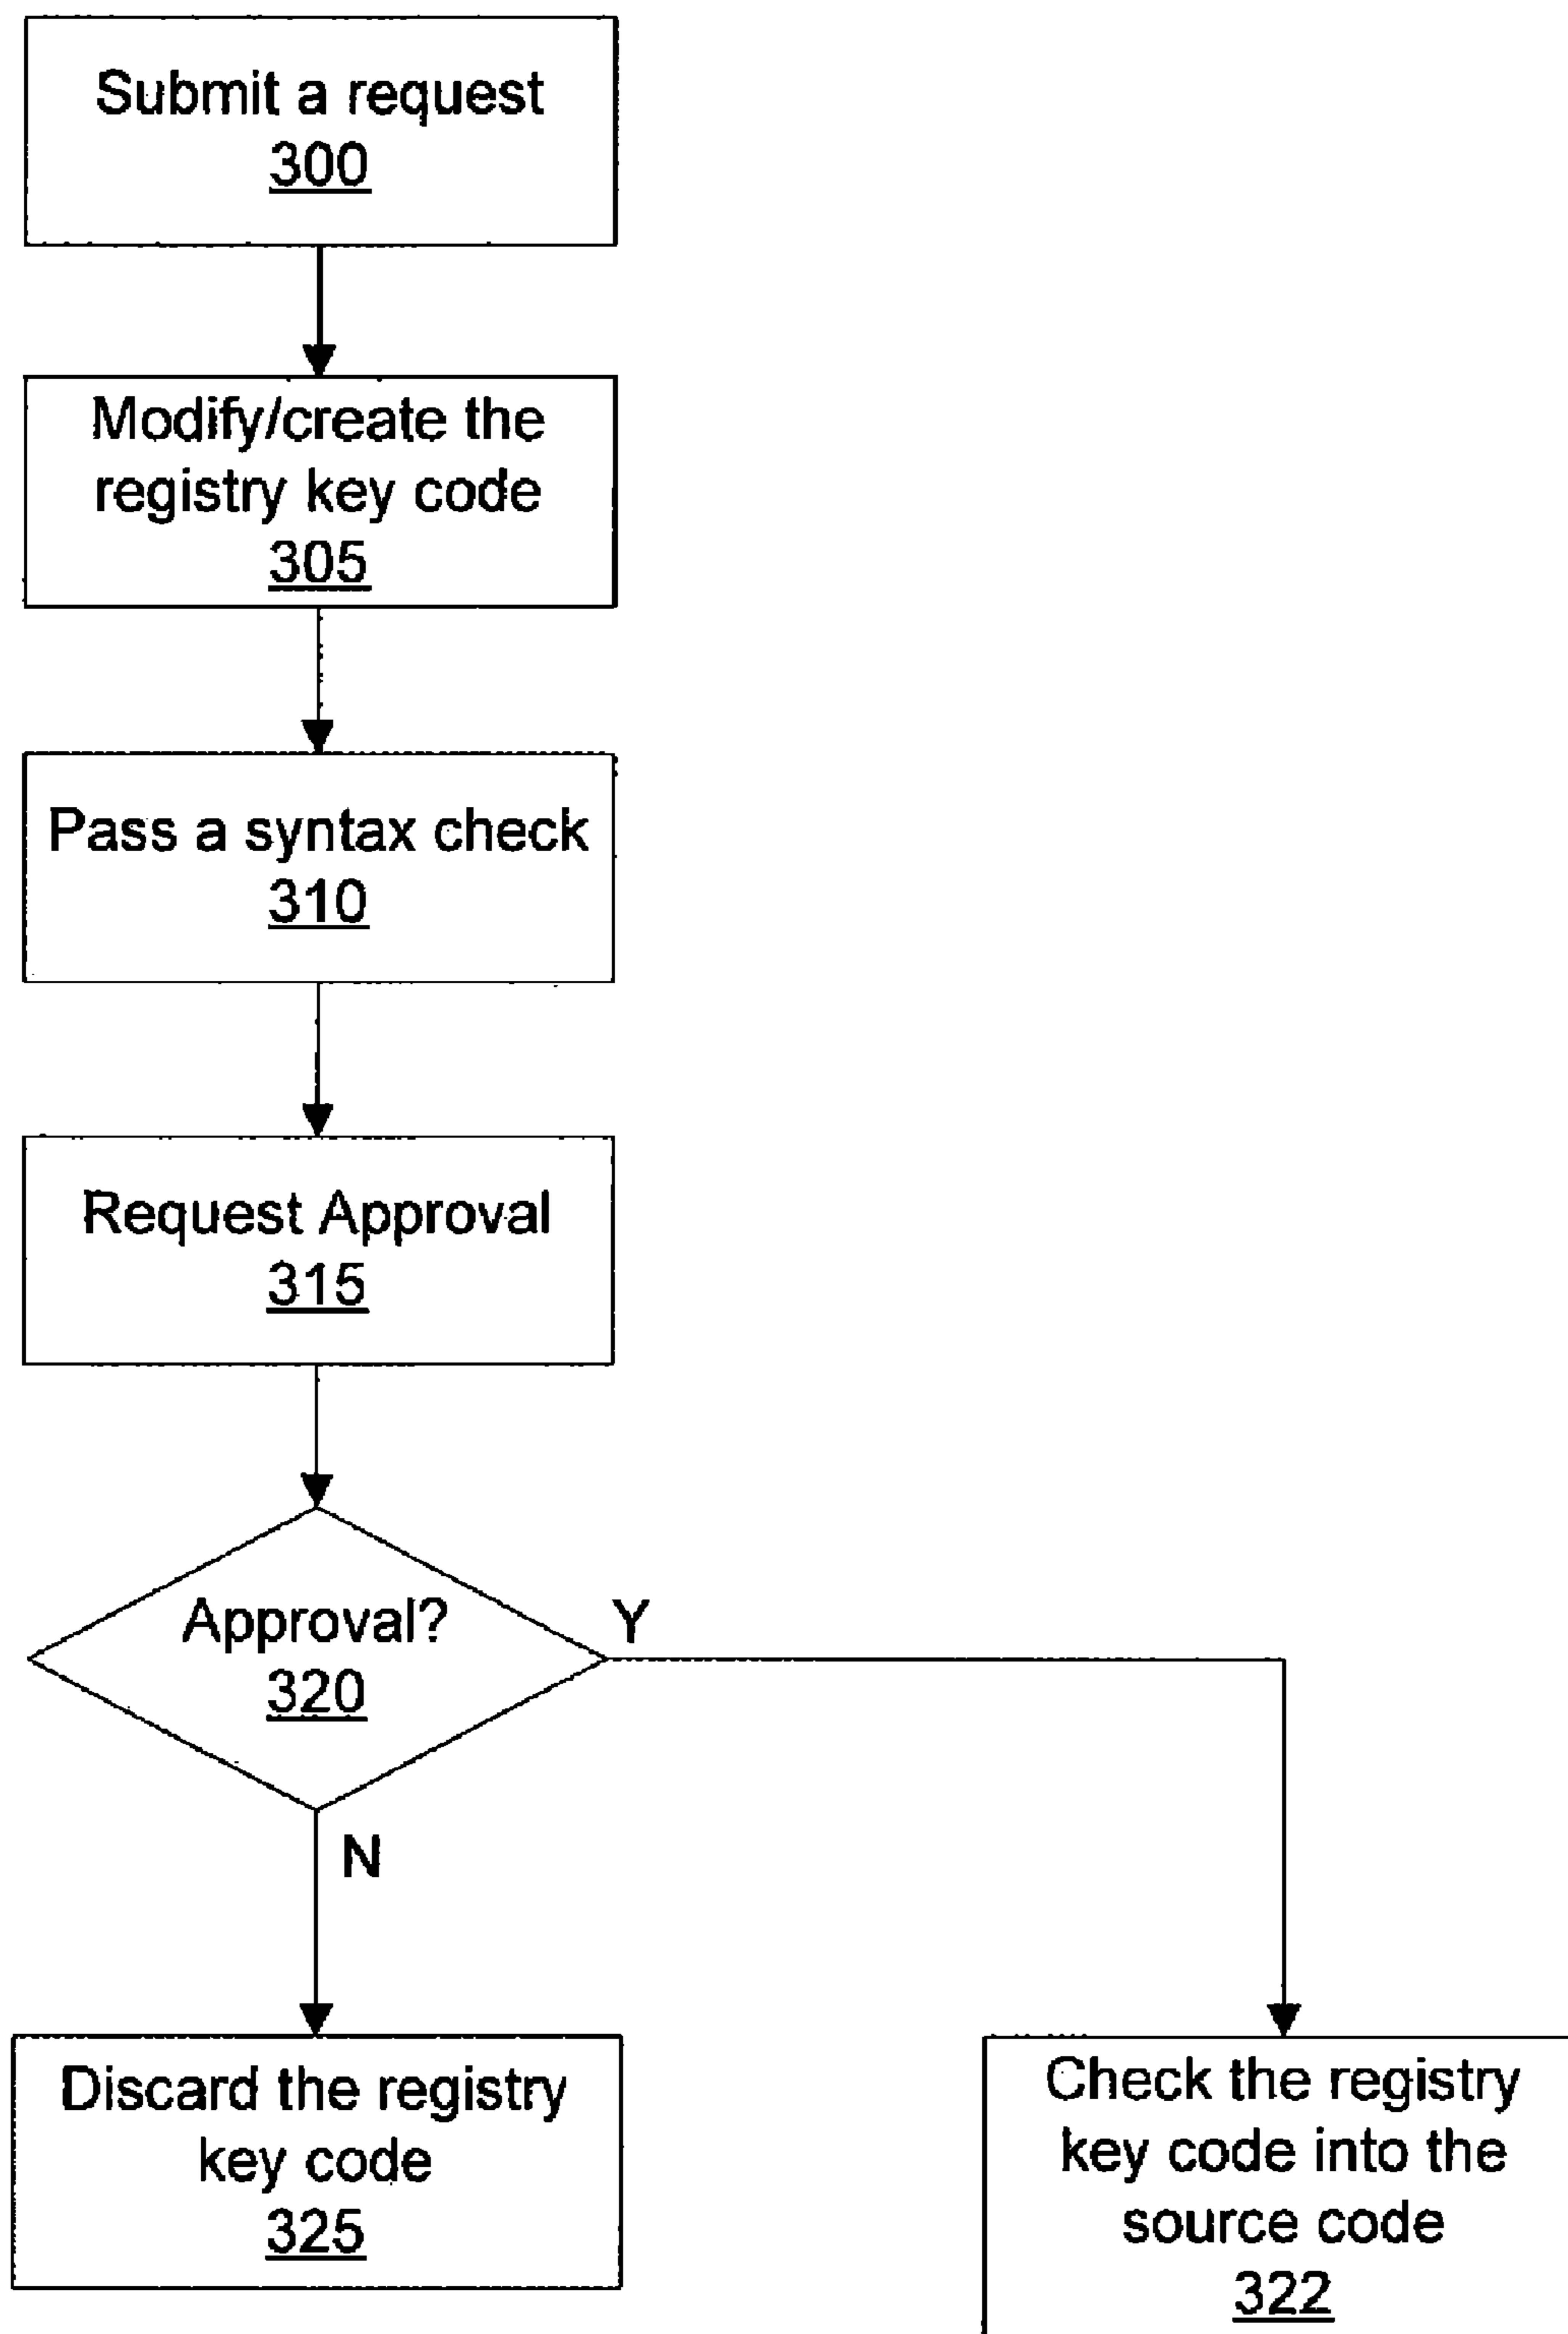 Submit a request
300
Modify/create the
registry key code
305
Pass a syntax check
310
Request Approval
315
Approval?
320
Y
N
Discard the registry
key code
325
Check the registry
key code into the
source code
322